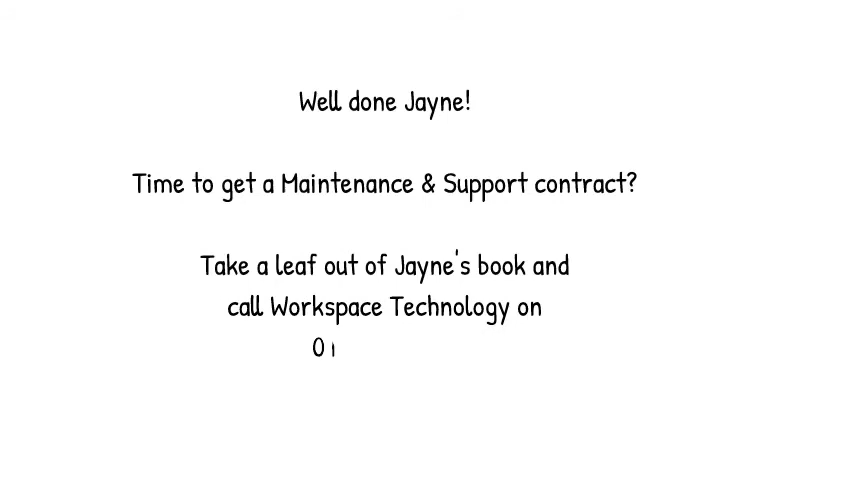 Well done Jayne!
Time to get a Maintenance & Support contract?
Take a leaf out of Jayne's book and
call Workspace Technology on
0